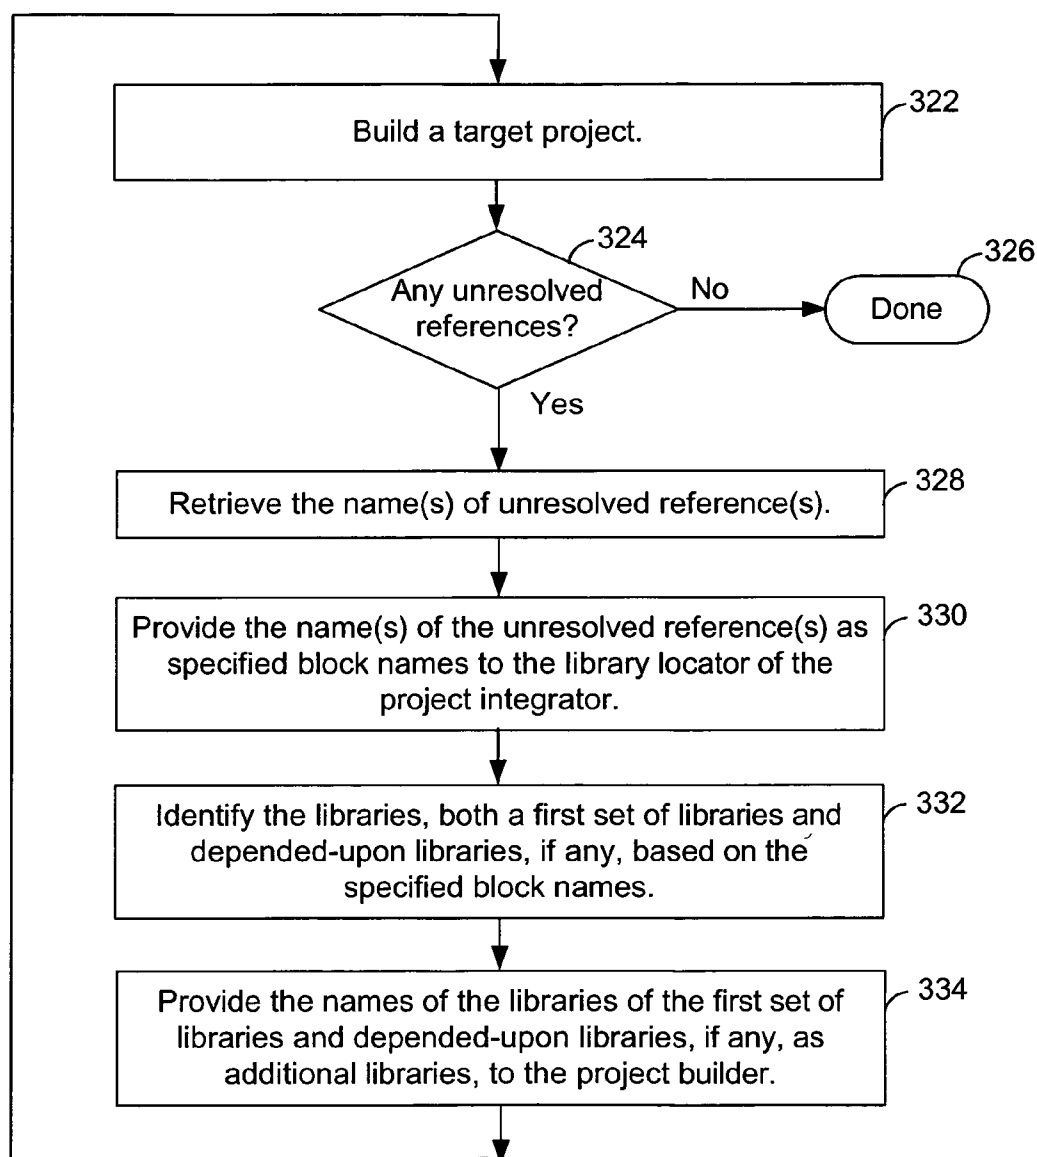 322
Build a target project.
324
Any unresolved
references?
No
326
Done
Yes
328
Retrieve the name(s) of unresolved reference(s).
330
Provide the name(s) of the unresolved reference(s) as
specified block names to the library locator of the
project integrator.
332
Identify the libraries, both a first set of libraries and
depended-upon libraries, if any, based on the
specified block names.
334
Provide the names of the libraries of the first set of
libraries and depended-upon libraries, if any, as
additional libraries, to the project builder.